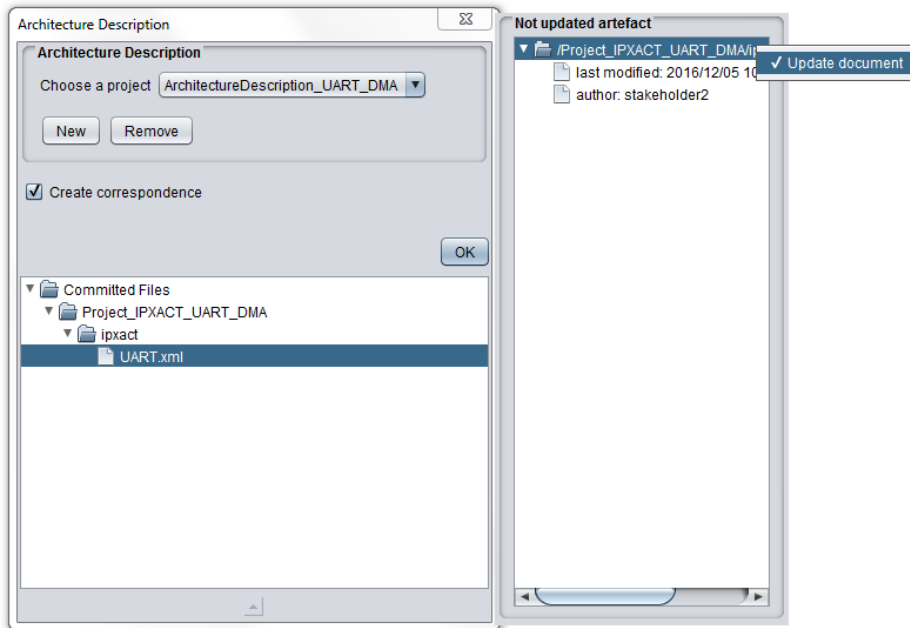 Architecture Description
Architecture Description
Choose a project ArchitectureDescription_UART_DMA
New Remove
Create correspondence
OK
Committed Files
Project_IPXACT_UART_DMA
ipxact
UART.xml
Not updated artefact
/Project_IPXACT_UART_DMA/ip
Update document
last modified: 2016/12/05 10
author: stakeholder2